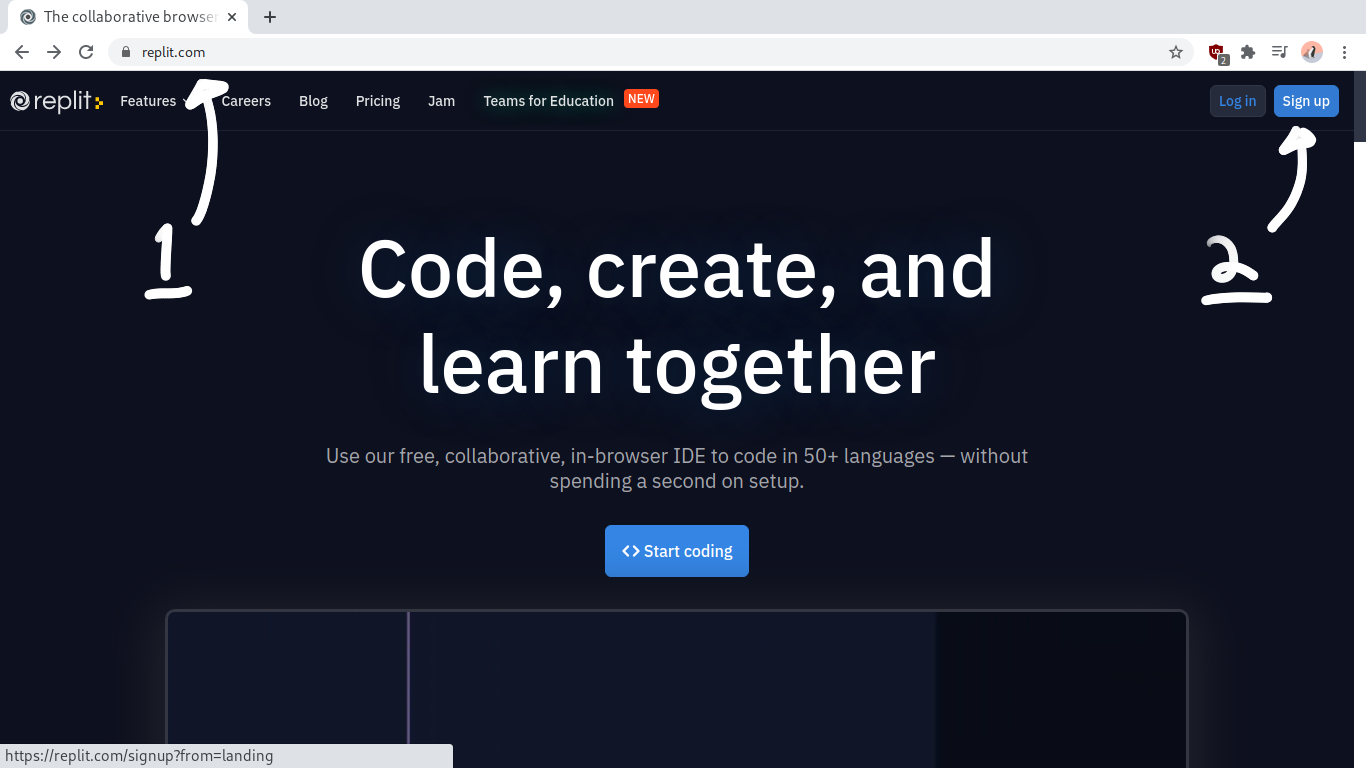 The collaborative browser
replit.com
2
replit Features Careers Blog Pricing Jam Teams for Education NEW Log in Sign up
1
2
Code, create, and
learn together
Use our free, collaborative, in-browser IDE to code in 50+ languages — without
spending a second on setup.
<> Start coding
https://replit.com/signup?from=landing